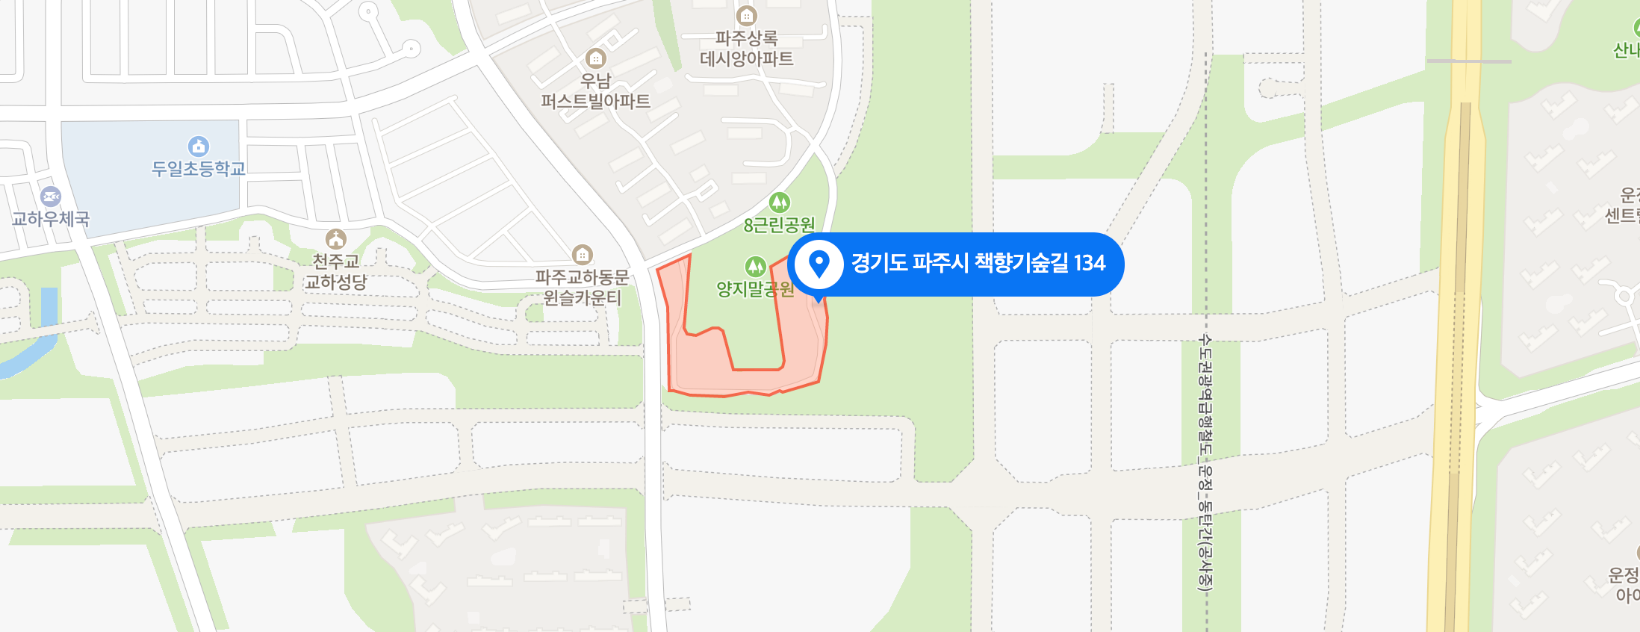 파주상록
데시앙아파트
우남
퍼스트빌아파트
산내
두일초등학교
교하우체국
8근린공원
천주교
교하성당
파주교하동문
윈슬카운티
양지말공원
경기도 파주시 책향기숲길 134
운정
센트럴
수도권광역급행철도_운정-동탄간(공사중)
운정
아이